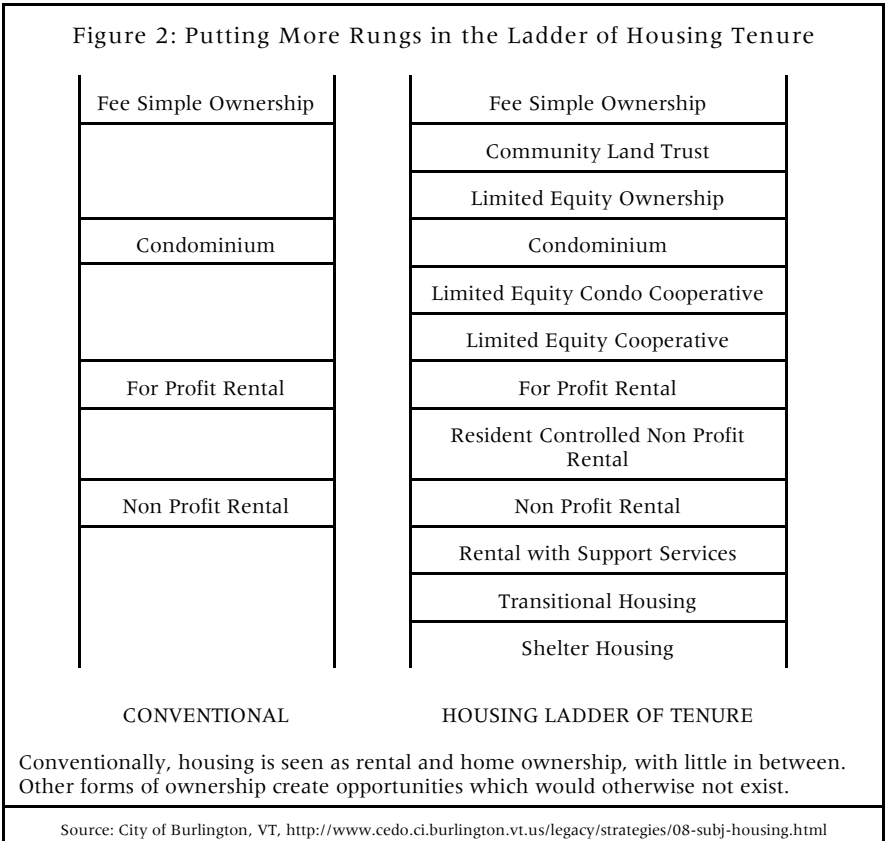 Figure 2: Putting More Rungs in the Ladder of Housing Tenure
Fee Simple Ownership
Condominium
For Profit Rental
Non Profit Rental
CONVENTIONAL
Fee Simple Ownership
Community Land Trust
Limited Equity Ownership
Condominium
Limited Equity Condo Cooperative
Limited Equity Cooperative
For Profit Rental
Resident Controlled Non Profit
Rental
Non Profit Rental
Rental with Support Services
Transitional Housing
Shelter Housing
HOUSING LADDER OF TENURE
Conventionally, housing is seen as rental and home ownership, with little in between.
Other forms of ownership create opportunities which would otherwise not exist.
Source: City of Burlington, VT, http://www.cedo.ci.burlington.vt.us/legacy/strategies/08-subj-housing.html